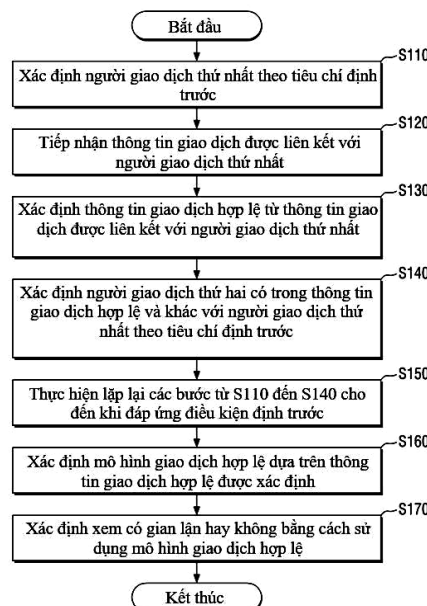 Bắt đầu
S110
Xác định người giao dịch thứ nhất theo tiêu chí định
trước
S120
Tiếp nhận thông tin giao dịch được liên kết với
người giao dịch thứ nhất
S130
Xác định thông tin giao dịch hợp lệ từ thông tin giao
dịch được liên kết với người giao dịch thứ nhất
S140
Xác định người giao dịch thứ hai có trong thông tin
giao dịch hợp lệ và khác với người giao dịch thứ
nhất theo tiêu chí định trước
S150
Thực hiện lặp lại các bước từ S110 đến S140 cho
đến khi đáp ứng điều kiện định trước
S160
Xác định mô hình giao dịch hợp lệ dựa trên thông
tin giao dịch hợp lệ được xác định
S170
Xác định xem có gian lận hay không bằng cách sử
dụng mô hình giao dịch hợp lệ
Kết thúc